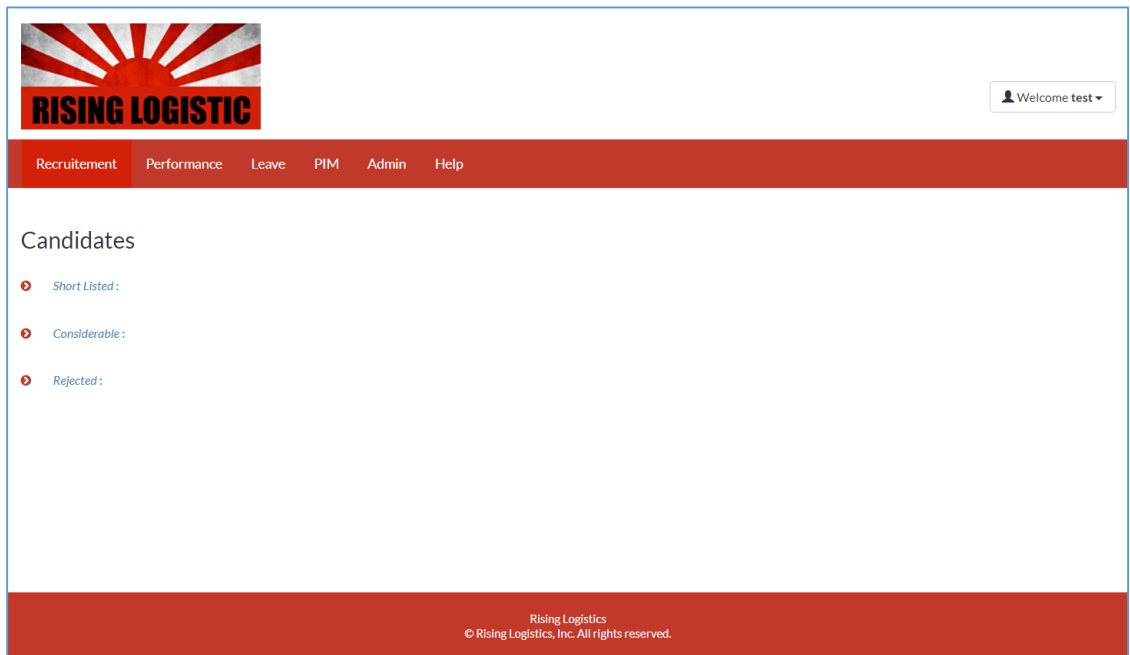 RISING LOGISTIC
Welcome test
Recruitement Performance Leave PIM Admin Help
Candidates
Short Listed :
Considerable :
Rejected :
Rising Logistics
© Rising Logistics, Inc. All rights reserved.